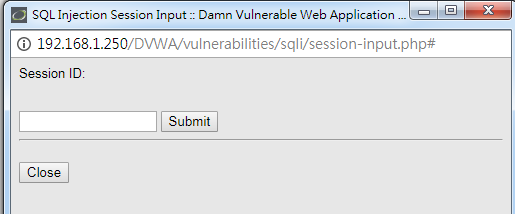 SQL Injection Session Input :: Damn Vulnerable Web Application ...
192.168.1.250/DVWA/vulnerabilities/sqli/session-input.php#
Session ID:
Submit
Close